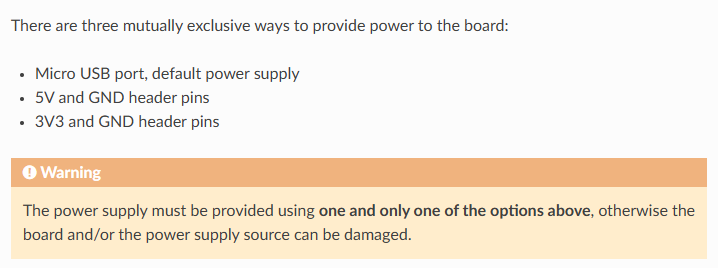 There are three mutually exclusive ways to provide power to the board:
• Micro USB port, default power supply
• 5V and GND header pins
• 3V3 and GND header pins
Warning
The power supply must be provided using one and only one of the options above, otherwise the
board and/or the power supply source can be damaged.